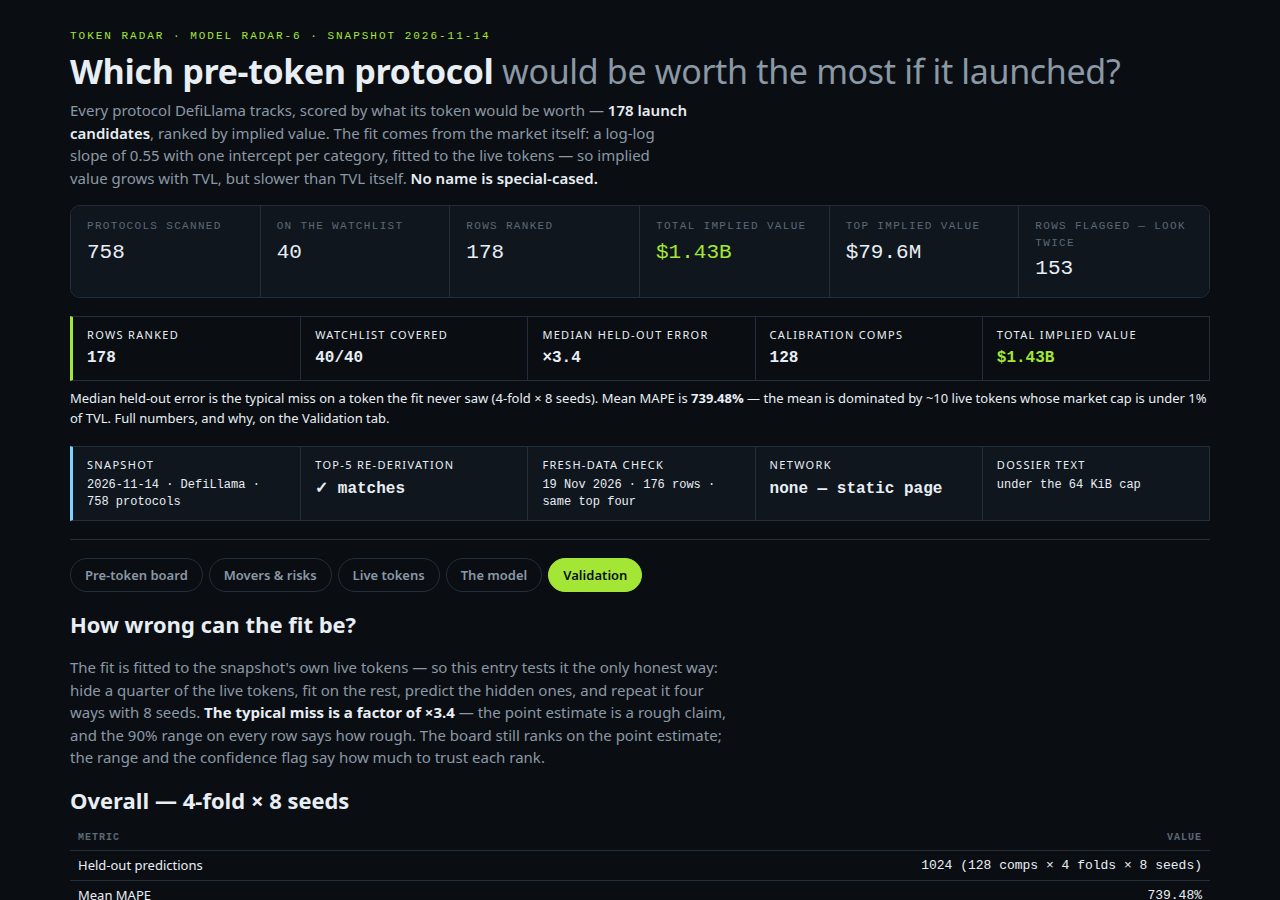 TOKEN RADAR · MODEL RADAR-6 · SNAPSHOT 2026-11-14
Which pre-token protocol would be worth the most if it launched?
Every protocol DefiLlama tracks, scored by what its token would be worth — 178 launch
candidates, ranked by implied value. The fit comes from the market itself: a log-log
slope of 0.55 with one intercept per category, fitted to the live tokens — so implied
value grows with TVL, but slower than TVL itself. No name is special-cased.
PROTOCOLS SCANNED
758
ON THE WATCHLIST
40
ROWS RANKED
178
TOTAL IMPLIED VALUE
$1.43B
TOP IMPLIED VALUE
$79.6M
ROWS FLAGGED — LOOK
TWICE
153
ROWS RANKED
178
WATCHLIST COVERED
40/40
MEDIAN HELD-OUT ERROR
×3.4
CALIBRATION COMPS
128
TOTAL IMPLIED VALUE
$1.43B
Median held-out error is the typical miss on a token the fit never saw (4-fold × 8 seeds). Mean MAPE is 739.48% — the mean is dominated by ~10 live tokens whose market cap is under 1%
of TVL. Full numbers, and why, on the Validation tab.
SNAPSHOT
2026-11-14 · DefiLlama ·
758 protocols
TOP-5 RE-DERIVATION
✓ matches
FRESH-DATA CHECK
19 Nov 2026 · 176 rows ·
same top four
NETWORK
none — static page
DOSSIER TEXT
under the 64 KiB cap
Pre-token board
Movers & risks
Live tokens
The model
Validation
How wrong can the fit be?
The fit is fitted to the snapshot's own live tokens — so this entry tests it the only honest way:
hide a quarter of the live tokens, fit on the rest, predict the hidden ones, and repeat it four
ways with 8 seeds. The typical miss is a factor of ×3.4 — the point estimate is a rough claim,
and the 90% range on every row says how rough. The board still ranks on the point estimate;
the range and the confidence flag say how much to trust each rank.
Overall — 4-fold × 8 seeds
METRIC VALUE
Held-out predictions 1024 (128 comps × 4 folds × 8 seeds)
Mean MAPE 739.48%